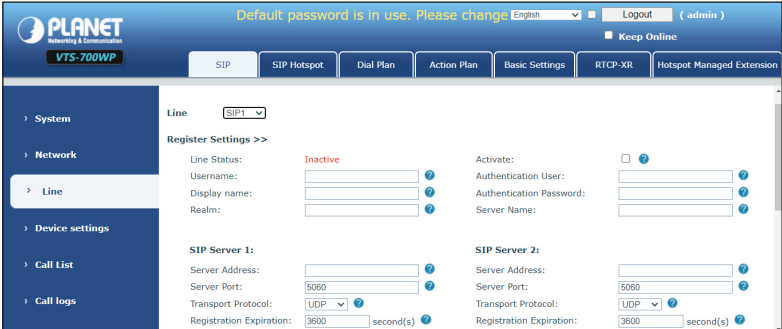 Default password is in use. Please change English Logout ( admin )
PLANET
Networking & Communication
Keep Online
VTS-700WP
SIP SIP Hotspot Dial Plan Action Plan Basic Settings RTCP-XR Hotspot Managed Extension
› System
› Network
› Line
› Device settings
› Call List
› Call logs
Line SIP1
Register Settings >>
Line Status: Inactive Activate: ?
Username: ? Authentication User: ?
Display name: ? Authentication Password: ?
Realm: ? Server Name: ?
SIP Server 1: SIP Server 2:
Server Address: ? Server Address: ?
Server Port: 5060 ? Server Port: 5060 ?
Transport Protocol: UDP ? Transport Protocol: UDP ?
Registration Expiration: 3600 second(s) ? Registration Expiration: 3600 second(s) ?